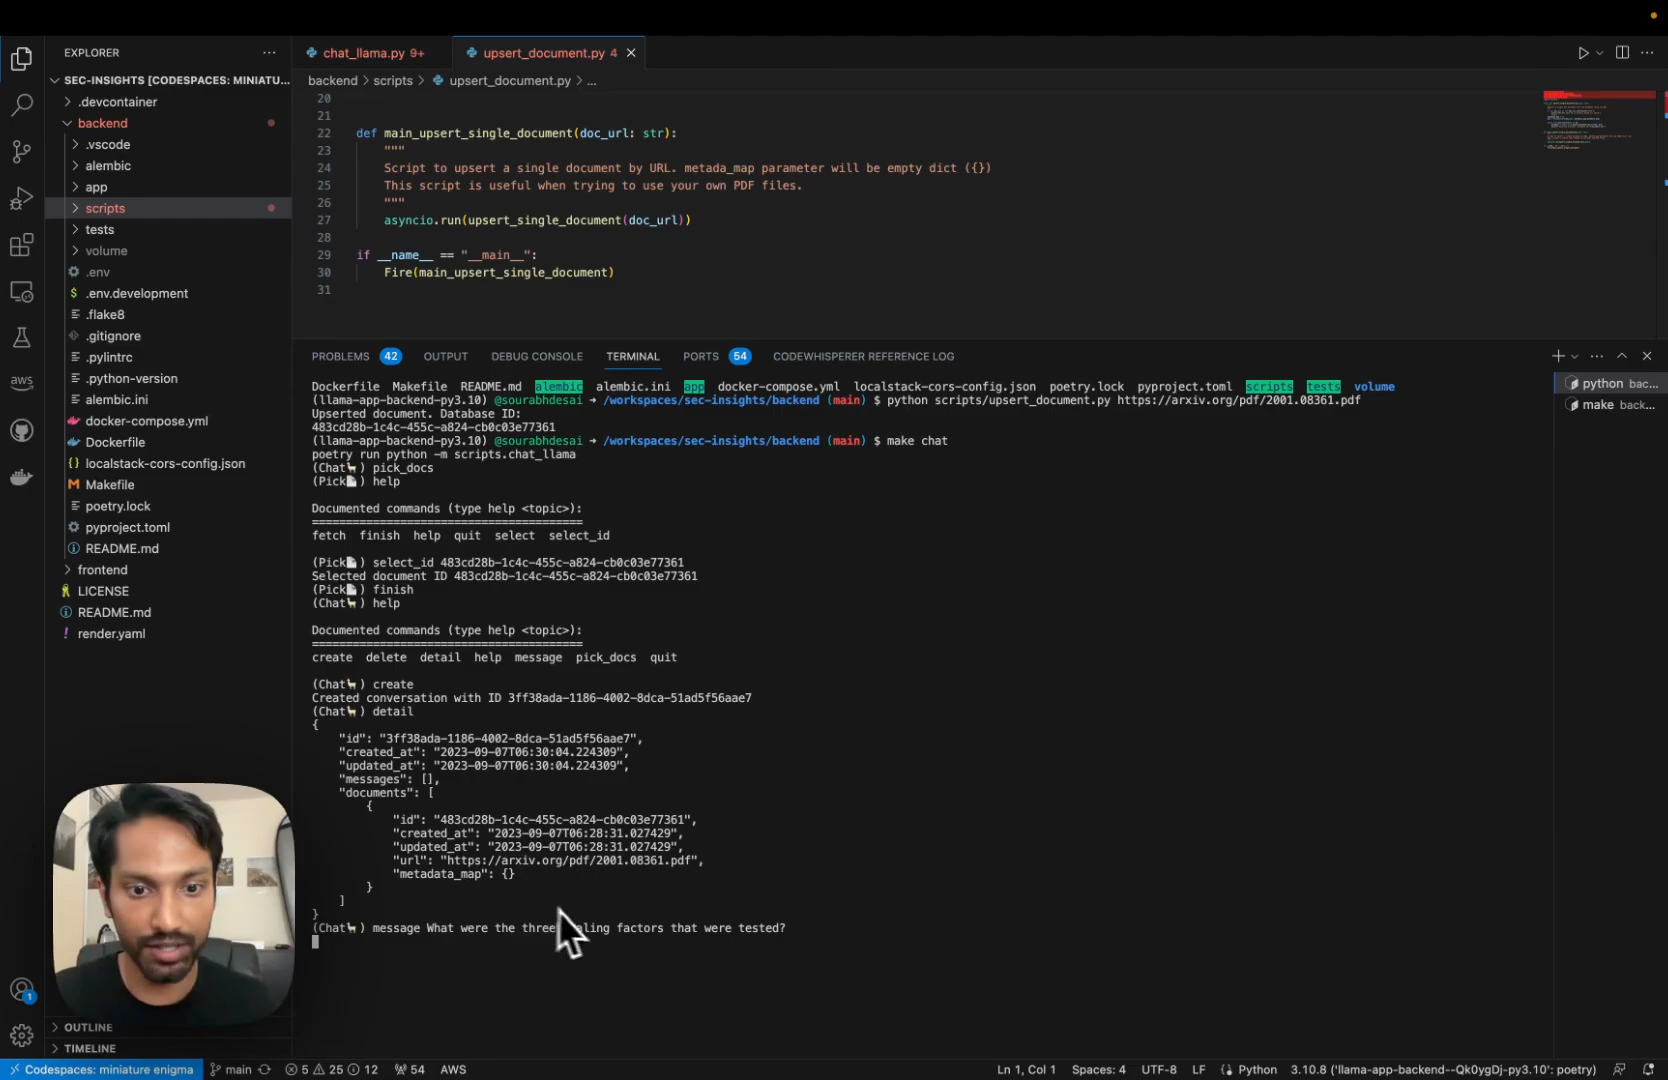 EXPLORER
SEC-INSIGHTS [CODESPACES: MINIATU...
.devcontainer
backend
.vscode
alembic
app
scripts
tests
volume
.env
.env.development
.flake8
.gitignore
.pylintrc
.python-version
alembic.ini
docker-compose.yml
Dockerfile
localstack-cors-config.json
Makefile
poetry.lock
pyproject.toml
README.md
frontend
LICENSE
README.md
render.yaml
OUTLINE
TIMELINE
aws
1
chat_llama.py 9+
upsert_document.py 4
backend > scripts > upsert_document.py > ...
20
21
22 def main_upsert_single_document(doc_url: str):
23 """
24 Script to upsert a single document by URL. metada_map parameter will be empty dict ({})
25 This script is useful when trying to use your own PDF files.
26 """
27 asyncio.run(upsert_single_document(doc_url))
28
29 if __name__ == "__main__":
30 Fire(main_upsert_single_document)
31
PROBLEMS 42 OUTPUT DEBUG CONSOLE TERMINAL PORTS 54 CODEWHISPERER REFERENCE LOG
python bac...
make back...
Dockerfile Makefile README.md alembic alembic.ini app docker-compose.yml localstack-cors-config.json poetry.lock pyproject.toml scripts tests volume
(llama-app-backend-py3.10) @sourabhdesai ➜ /workspaces/sec-insights/backend (main) $ python scripts/upsert_document.py https://arxiv.org/pdf/2001.08361.pdf
Upserted document. Database ID:
483cd28b-1c4c-455c-a824-cb0c03e77361
(llama-app-backend-py3.10) @sourabhdesai ➜ /workspaces/sec-insights/backend (main) $ make chat
poetry run python -m scripts.chat_llama
(Chat🦙) pick_docs
(Pick📄) help
Documented commands (type help <topic>):
========================================
fetch finish help quit select select_id
(Pick📄) select_id 483cd28b-1c4c-455c-a824-cb0c03e77361
Selected document ID 483cd28b-1c4c-455c-a824-cb0c03e77361
(Pick📄) finish
(Chat🦙) help
Documented commands (type help <topic>):
========================================
create delete detail help message pick_docs quit
(Chat🦙) create
Created conversation with ID 3ff38ada-1186-4002-8dca-51ad5f56aae7
(Chat🦙) detail
{
"id": "3ff38ada-1186-4002-8dca-51ad5f56aae7",
"created_at": "2023-09-07T06:30:04.224309",
"updated_at": "2023-09-07T06:30:04.224309",
"messages": [],
"documents": [
{
"id": "483cd28b-1c4c-455c-a824-cb0c03e77361",
"created_at": "2023-09-07T06:28:31.027429",
"updated_at": "2023-09-07T06:28:31.027429",
"url": "https://arxiv.org/pdf/2001.08361.pdf",
"metadata_map": {}
}
]
}
(Chat🦙) message What were the three aling factors that were tested?
Codespaces: miniature enigma main 5 25 12 54 AWS Ln 1, Col 1 Spaces: 4 UTF-8 LF Python 3.10.8 ('llama-app-backend--Qk0ygDj-py3.10': poetry)